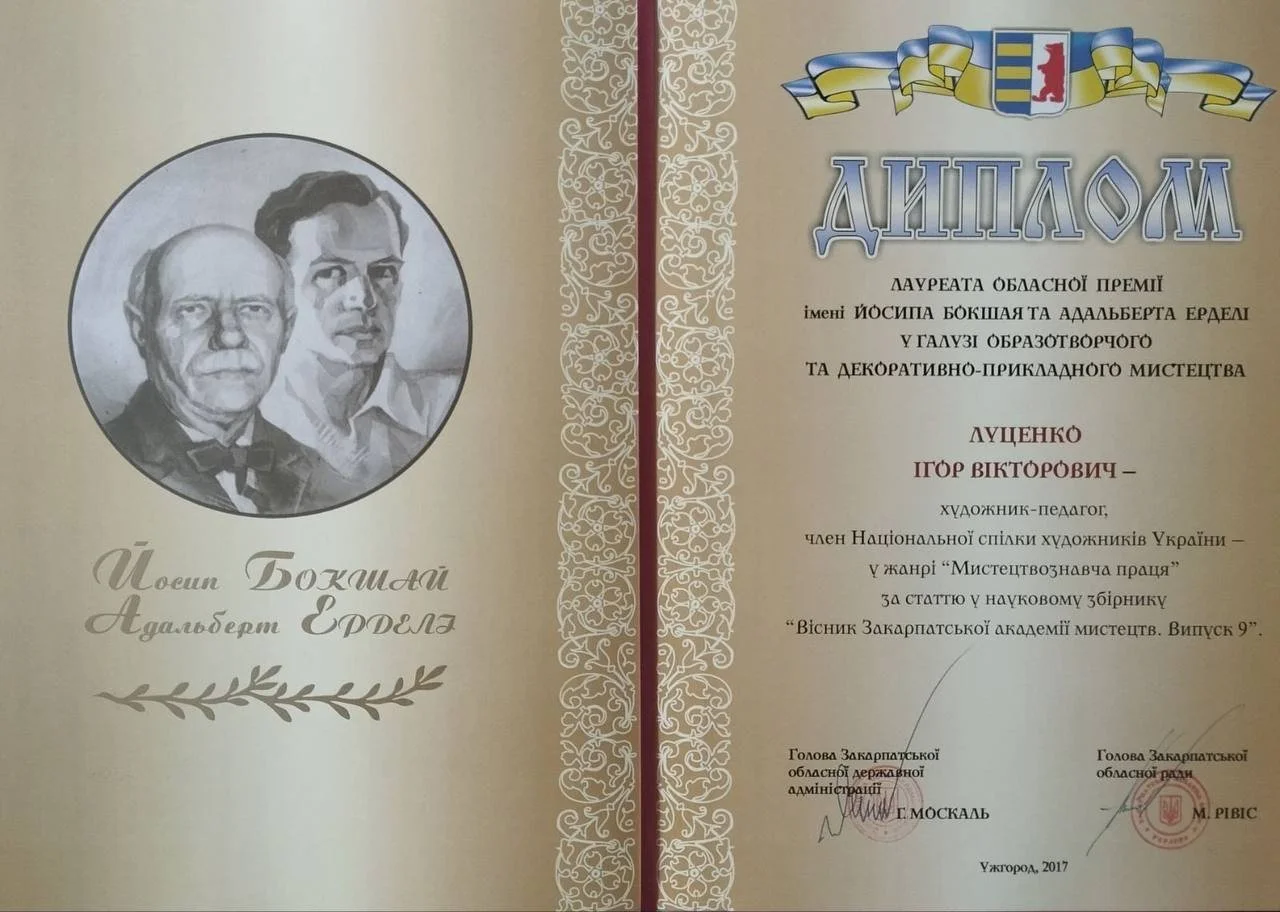 Йосип Бокшай
Адальберт Ерделі
ДИПЛОМ
ЛАУРЕАТА ОБЛАСНОЇ ПРЕМІЇ
імені ЙОСИПА БОКШАЯ ТА АДАЛЬБЕРТА ЕРДЕЛІ
У ГАЛУЗІ ОБРАЗОТВОРЧОГО
ТА ДЕКОРАТИВНО-ПРИКЛАДНОГО МИСТЕЦТВА
ЛУЦЕНКО
ІГОР ВІКТОРОВИЧ –
художник-педагог,
член Національної спілки художників України –
у жанрі “Мистецтвознавча праця”
за статтю у науковому збірнику
“Вісник Закарпатської академії мистецтв. Випуск 9”.
Голова Закарпатської
обласної державної
адміністрації
Г. МОСКАЛЬ
Голова Закарпатської
обласної ради
М. РІВІС
Ужгород, 2017